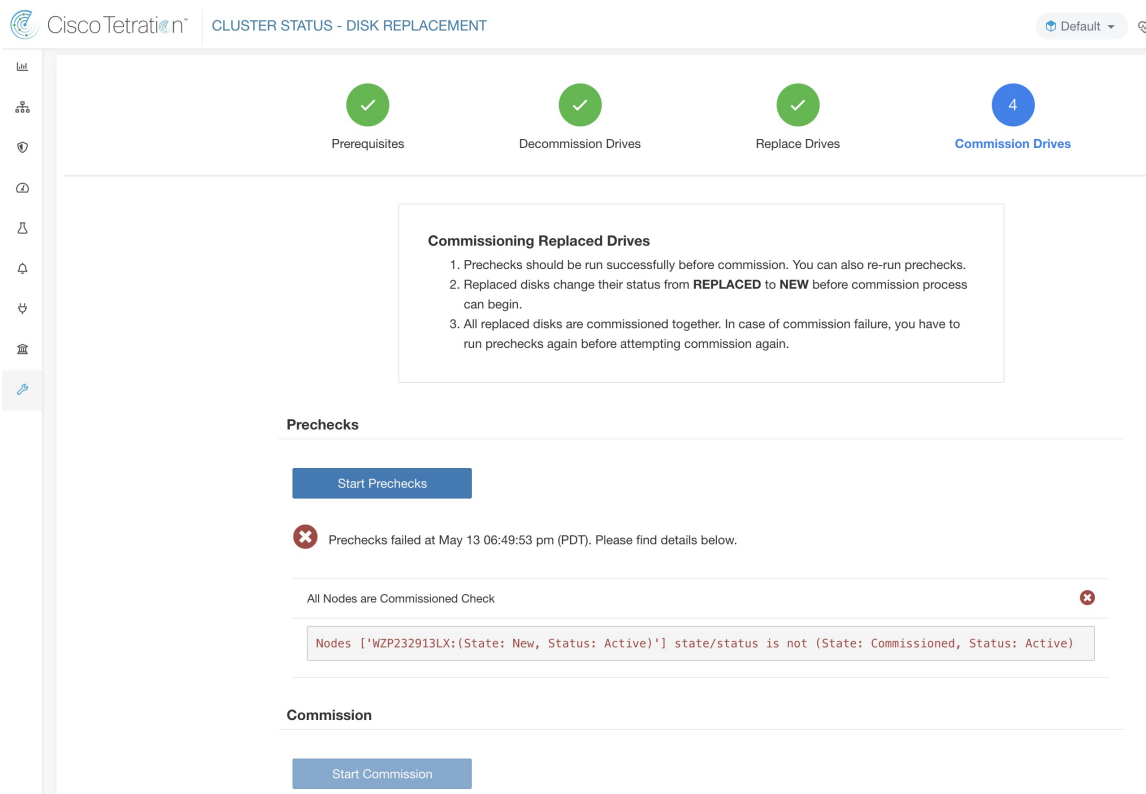 Cisco Tetration™
CLUSTER STATUS - DISK REPLACEMENT
Default
4
Prerequisites
Decommission Drives
Replace Drives
Commission Drives
Commissioning Replaced Drives
1. Prechecks should be run successfully before commission. You can also re-run prechecks.
2. Replaced disks change their status from REPLACED to NEW before commission process
can begin.
3. All replaced disks are commissioned together. In case of commission failure, you have to
run prechecks again before attempting commission again.
Prechecks
Start Prechecks
Prechecks failed at May 13 06:49:53 pm (PDT). Please find details below.
All Nodes are Commissioned Check
Nodes ['WZP232913LX:(State: New, Status: Active)'] state/status is not (State: Commissioned, Status: Active)
Commission
Start Commission